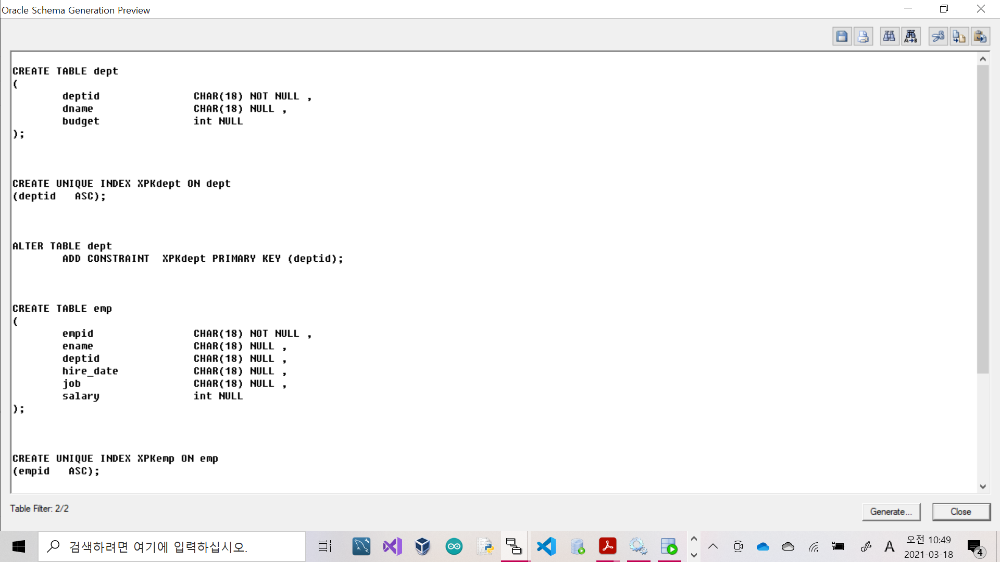 Oracle Schema Generation Preview
A→B
CREATE TABLE dept
(
deptid CHAR(18) NOT NULL ,
dname CHAR(18) NULL ,
budget int NULL
);
CREATE UNIQUE INDEX XPKdept ON dept
(deptid ASC);
ALTER TABLE dept
ADD CONSTRAINT XPKdept PRIMARY KEY (deptid);
CREATE TABLE emp
(
empid CHAR(18) NOT NULL ,
ename CHAR(18) NULL ,
deptid CHAR(18) NULL ,
hire_date CHAR(18) NULL ,
job CHAR(18) NULL ,
salary int NULL
);
CREATE UNIQUE INDEX XPKemp ON emp
(empid ASC);
Table Filter: 2/2
Generate...
Close
검색하려면 여기에 입력하십시오.
A
오전 10:49
2021-03-18
4